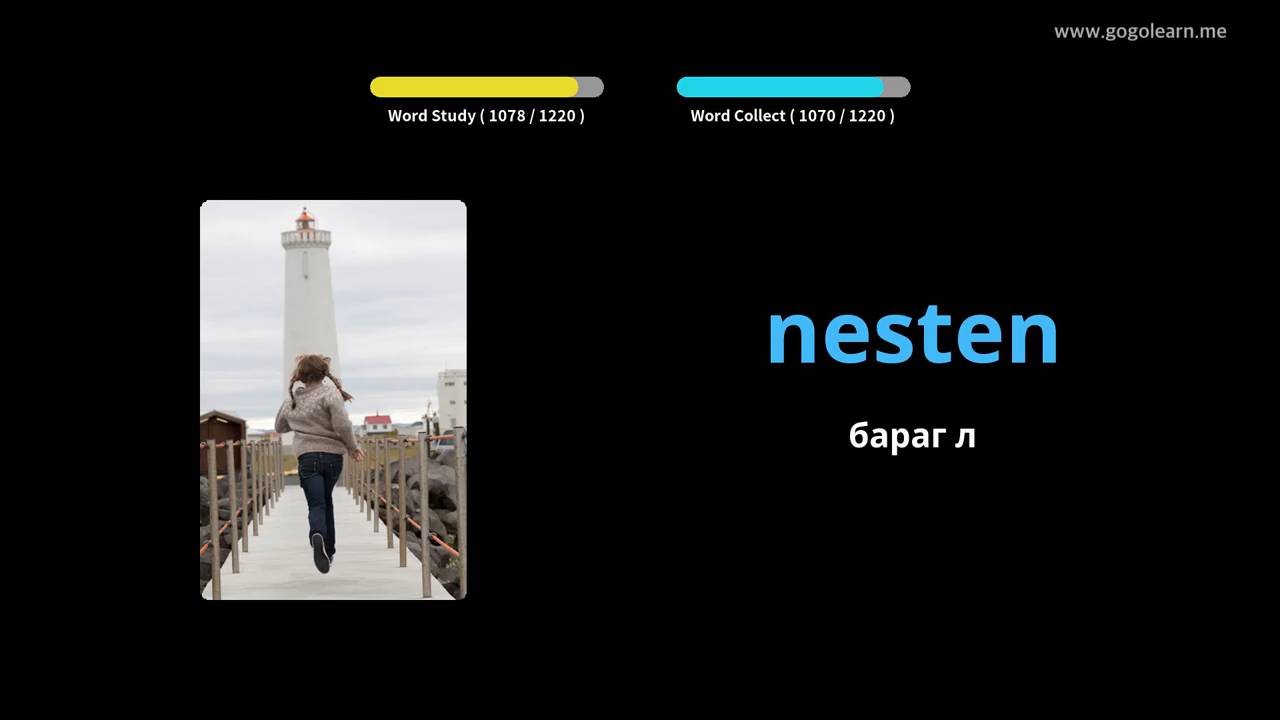 www.gogolearn.me
Word Study ( 1078 / 1220 )
Word Collect ( 1070 / 1220 )
nesten
бараг л